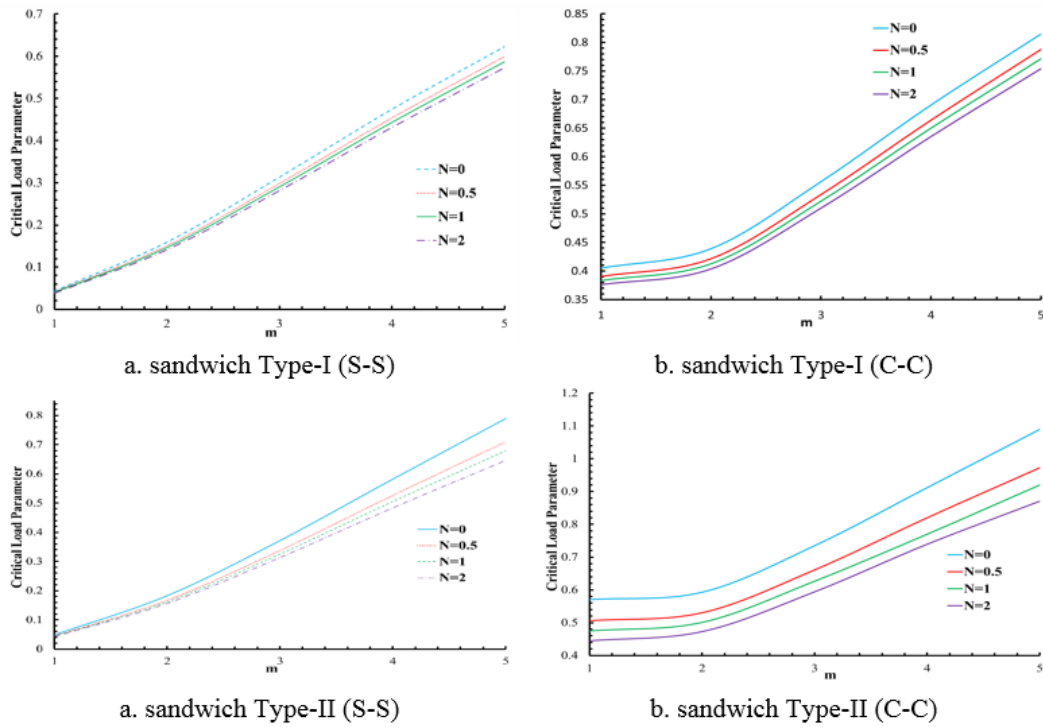 0.7
0.6
0.5
0.4
0.3
0.2
0.1
0
Critical Load Parameter
1 2 3 4 5
m
N=0
N=0.5
N=1
N=2
a. sandwich Type-I (S-S)
0.85
0.8
0.75
0.7
0.65
0.6
0.55
0.5
0.45
0.4
0.35
Critical Load Parameter
1 2 3 4 5
m
N=0
N=0.5
N=1
N=2
b. sandwich Type-I (C-C)
0.8
0.7
0.6
0.5
0.4
0.3
0.2
0.1
0
Critical Load Parameter
1 2 3 4 5
m
N=0
N=0.5
N=1
N=2
a. sandwich Type-II (S-S)
1.2
1.1
1
0.9
0.8
0.7
0.6
0.5
0.4
Critical Load Parameter
1 2 3 4 5
m
N=0
N=0.5
N=1
N=2
b. sandwich Type-II (C-C)